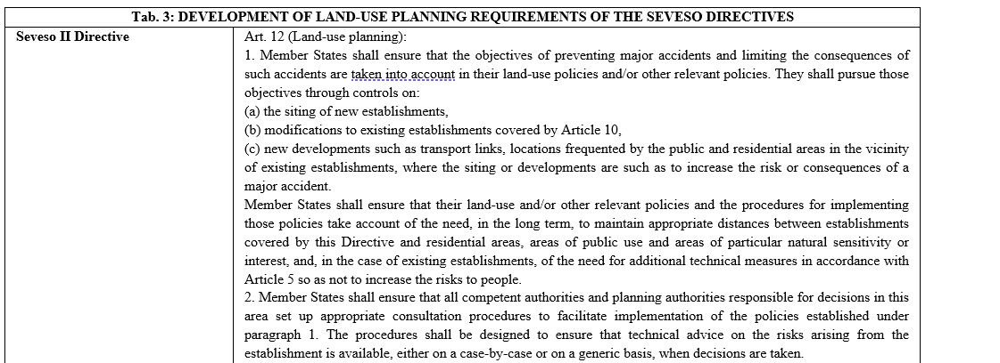 Tab. 3: DEVELOPMENT OF LAND-USE PLANNING REQUIREMENTS OF THE SEVESO DIRECTIVES
Seveso II Directive
Art. 12 (Land-use planning):
1. Member States shall ensure that the objectives of preventing major accidents and limiting the consequences of
such accidents are taken into account in their land-use policies and/or other relevant policies. They shall pursue those
objectives through controls on:
(a) the siting of new establishments,
(b) modifications to existing establishments covered by Article 10,
(c) new developments such as transport links, locations frequented by the public and residential areas in the vicinity
of existing establishments, where the siting or developments are such as to increase the risk or consequences of a
major accident.
Member States shall ensure that their land-use and/or other relevant policies and the procedures for implementing
those policies take account of the need, in the long term, to maintain appropriate distances between establishments
covered by this Directive and residential areas, areas of public use and areas of particular natural sensitivity or
interest, and, in the case of existing establishments, of the need for additional technical measures in accordance with
Article 5 so as not to increase the risks to people.
2. Member States shall ensure that all competent authorities and planning authorities responsible for decisions in this
area set up appropriate consultation procedures to facilitate implementation of the policies established under
paragraph 1. The procedures shall be designed to ensure that technical advice on the risks arising from the
establishment is available, either on a case-by-case or on a generic basis, when decisions are taken.